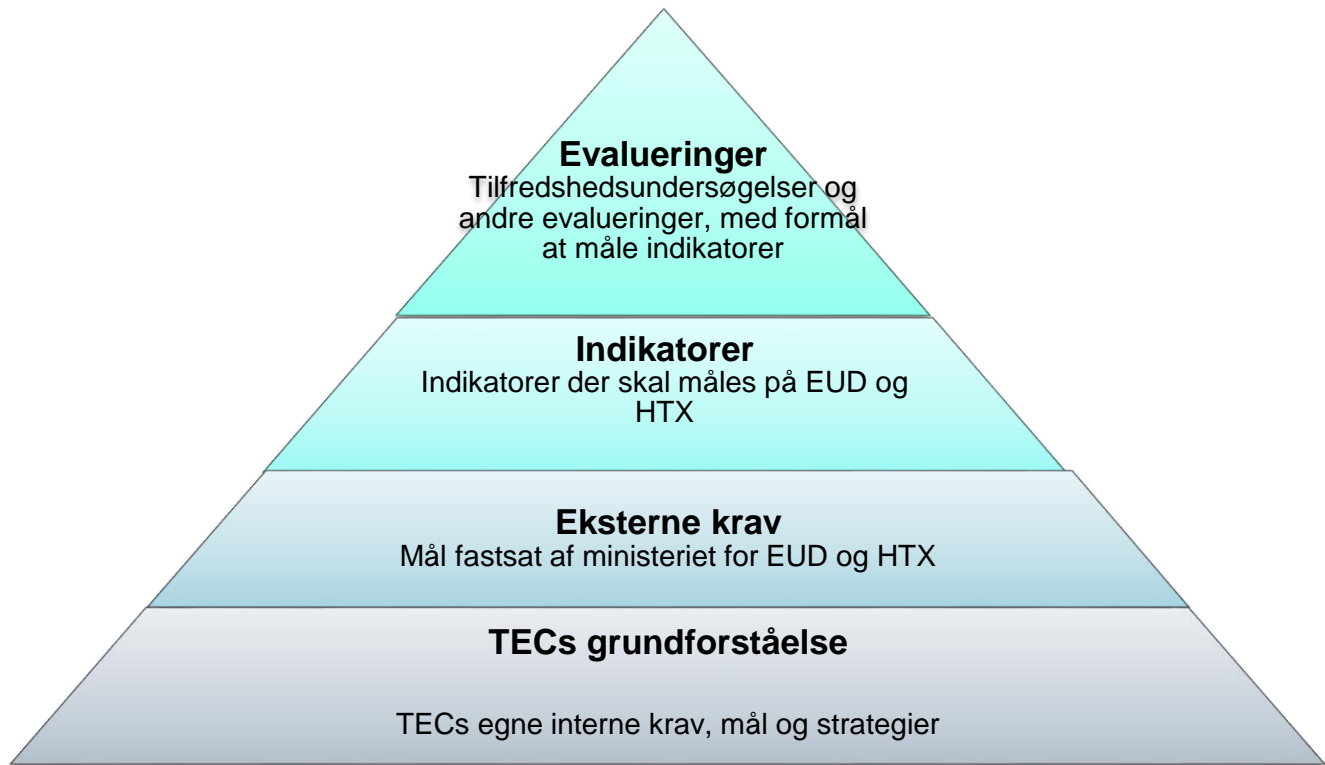 Evalueringer
Tilfredshedsundersøgelser og
andre evalueringer, med formål
at måle indikatorer
Indikatorer
Indikatorer der skal måles på EUD og
HTX
Eksterne krav
Mål fastsat af ministeriet for EUD og HTX
TECs grundforståelse
TECs egne interne krav, mål og strategier